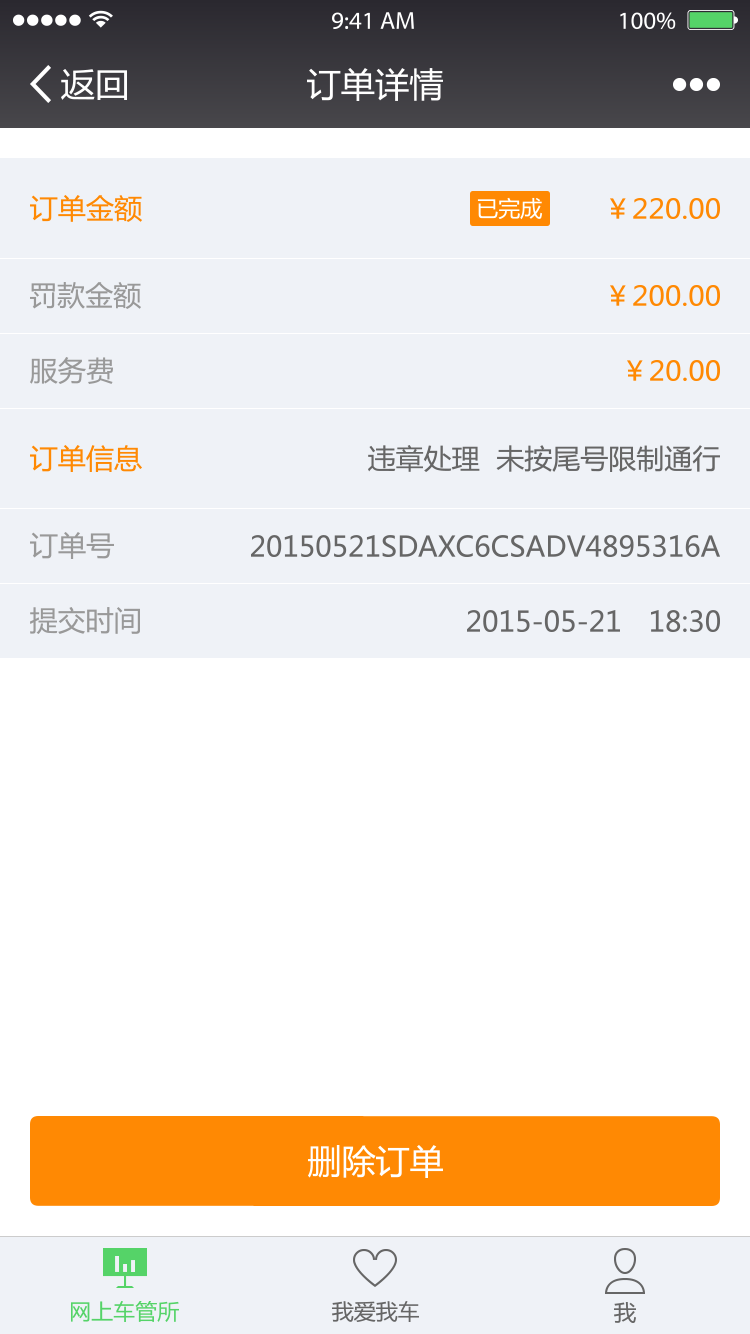 9:41 AM 100%
返回 订单详情
订单金额 已完成 ¥ 220.00
罚款金额 ¥ 200.00
服务费 ¥ 20.00
订单信息 违章处理 未按尾号限制通行
订单号 20150521SDAXC6CSADV4895316A
提交时间 2015-05-21 18:30
删除订单
网上车管所 我爱我车 我